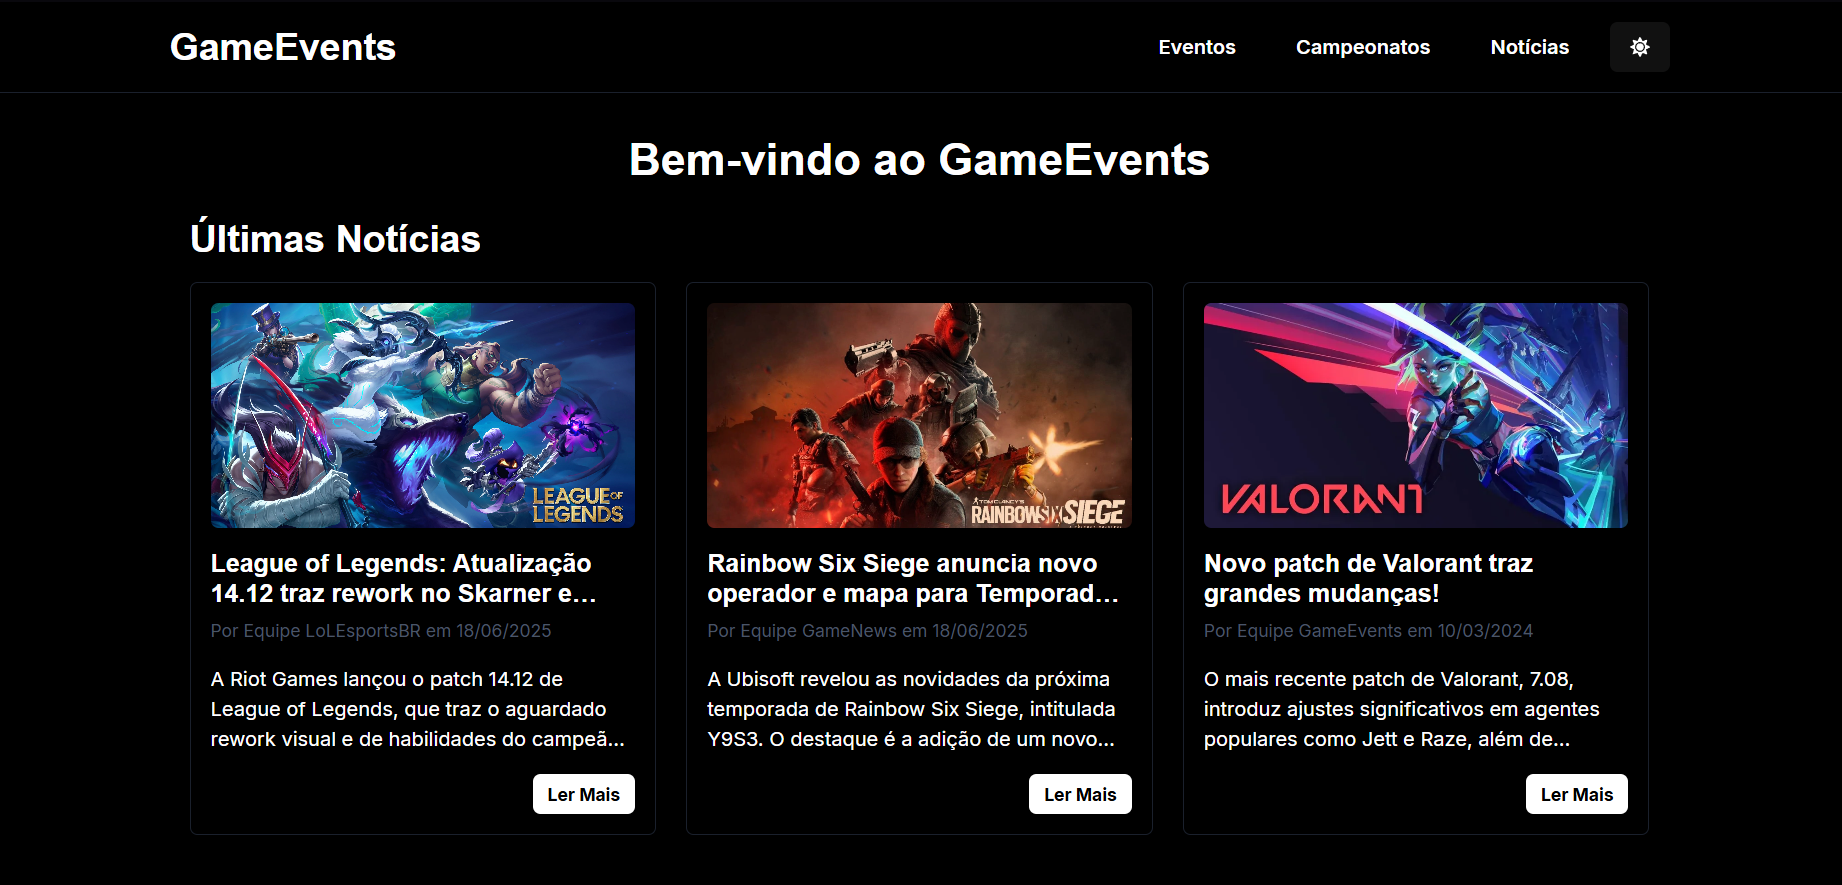 GameEvents
Eventos
Campeonatos
Notícias
Bem-vindo ao GameEvents
Últimas Notícias
LEAGUE OF
LEGENDS
League of Legends: Atualização
14.12 traz rework no Skarner e...
Por Equipe LoLEsportsBR em 18/06/2025
A Riot Games lançou o patch 14.12 de
League of Legends, que traz o aguardado
rework visual e de habilidades do campeã...
Ler Mais
TOM CLANCY'S
RAINBOWSIX SIEGE
Rainbow Six Siege anuncia novo
operador e mapa para Temporad...
Por Equipe GameNews em 18/06/2025
A Ubisoft revelou as novidades da próxima
temporada de Rainbow Six Siege, intitulada
Y9S3. O destaque é a adição de um novo...
Ler Mais
VALORANT
Novo patch de Valorant traz
grandes mudanças!
Por Equipe GameEvents em 10/03/2024
O mais recente patch de Valorant, 7.08,
introduz ajustes significativos em agentes
populares como Jett e Raze, além de...
Ler Mais